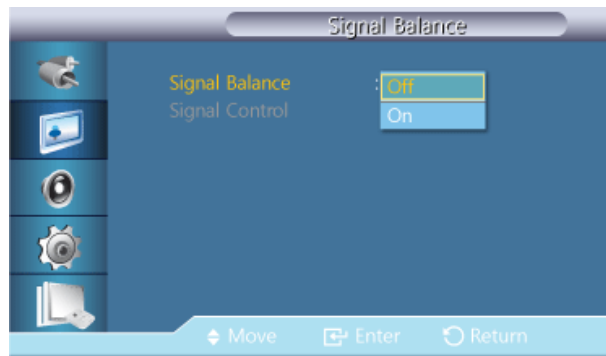 Signal Balance
Signal Balance : Off
Signal Control On
Move Enter Return